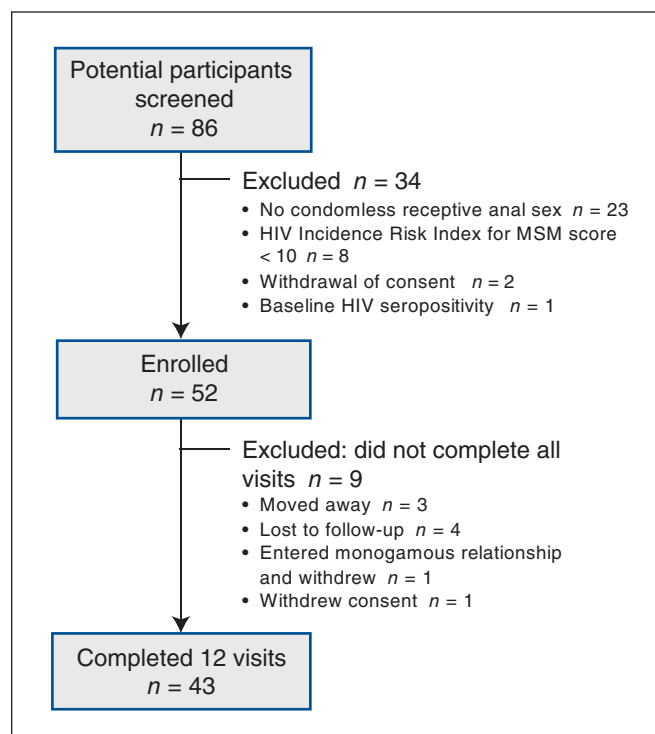 Potential participants
screened
n = 86
Excluded n = 34
• No condomless receptive anal sex n = 23
• HIV Incidence Risk Index for MSM score
< 10 n = 8
• Withdrawal of consent n = 2
• Baseline HIV seropositivity n = 1
Enrolled
n = 52
Excluded: did not complete all
visits n = 9
• Moved away n = 3
• Lost to follow-up n = 4
• Entered monogamous relationship
and withdrew n = 1
• Withdrew consent n = 1
Completed 12 visits
n = 43